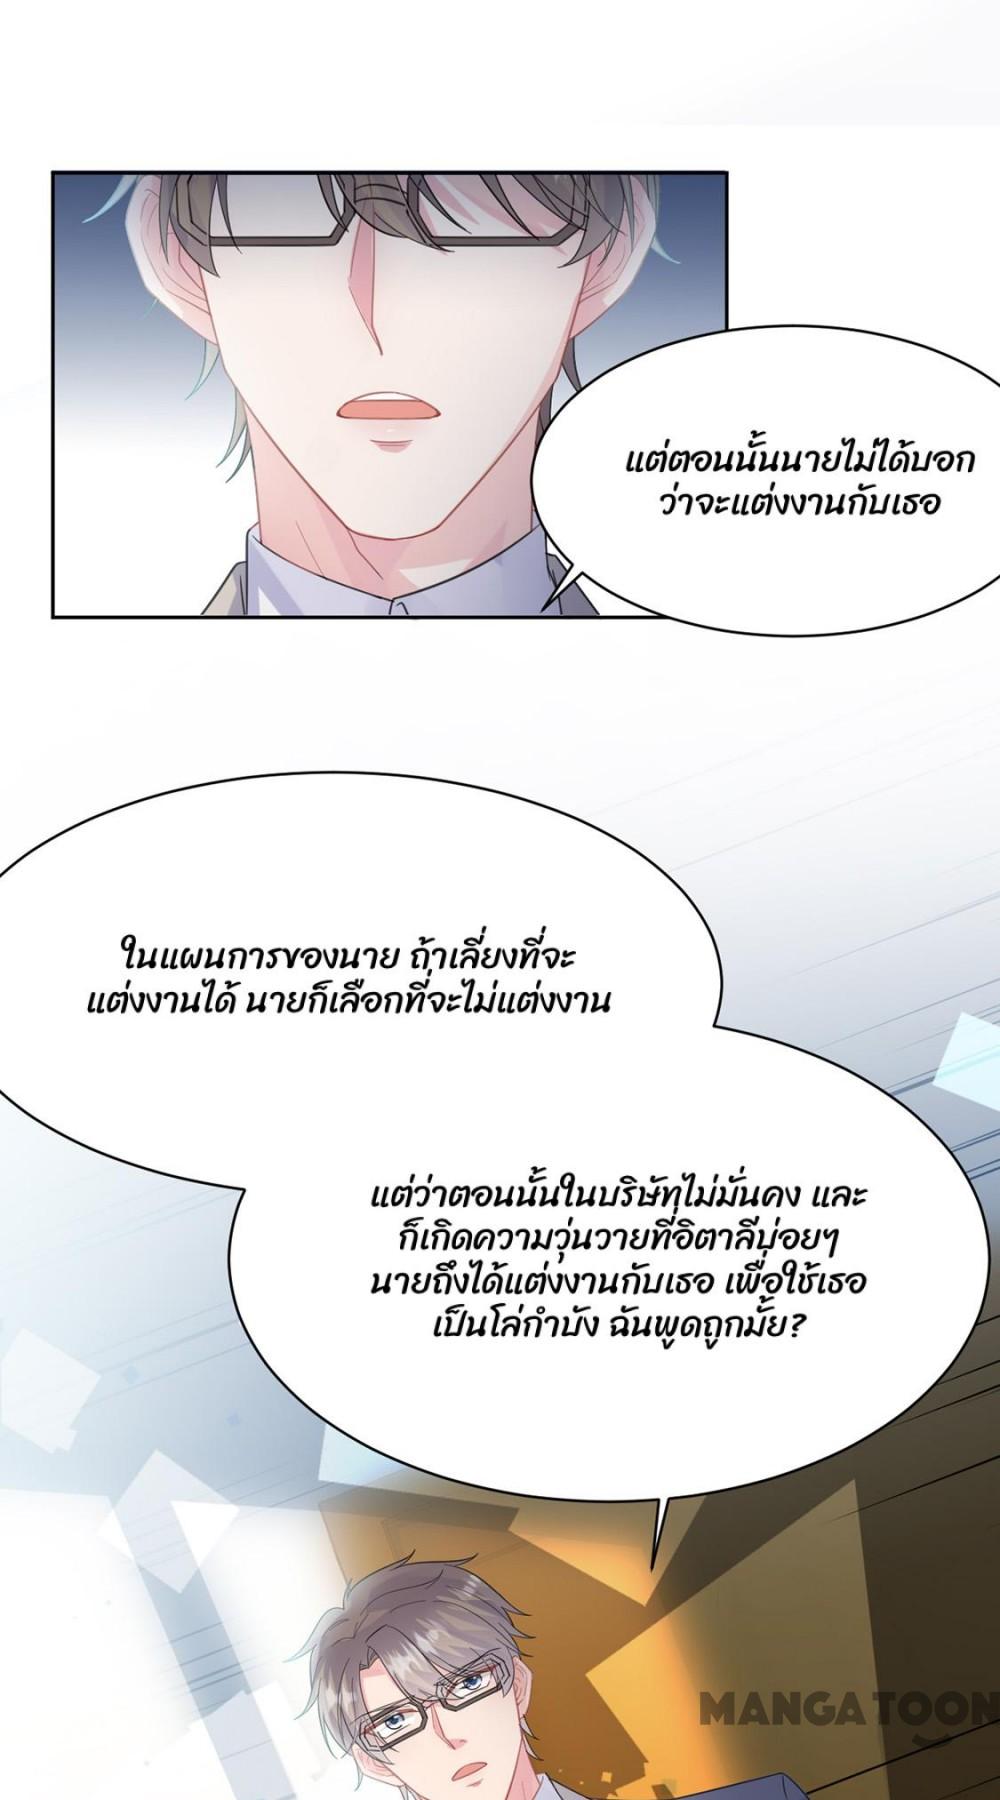 แต่ตอนนั้นนายไม่ได้บอก
ว่าจะแต่งงานกับเธอ
ในแผนการของนาย ถ้าเลี่ยงที่จะ
แต่งงานได้ นายก็เลือกที่จะไม่แต่งงาน
แต่ว่าตอนนั้นในบริษัทไม่มั่นคง และ
ก็เกิดความวุ่นวายที่อิตาลีบ่อยๆ
นายถึงได้แต่งงานกับเธอ เพื่อใช้เธอ
เป็นโล่กำบัง ฉันพูดถูกมั้ย?
MANGATOON